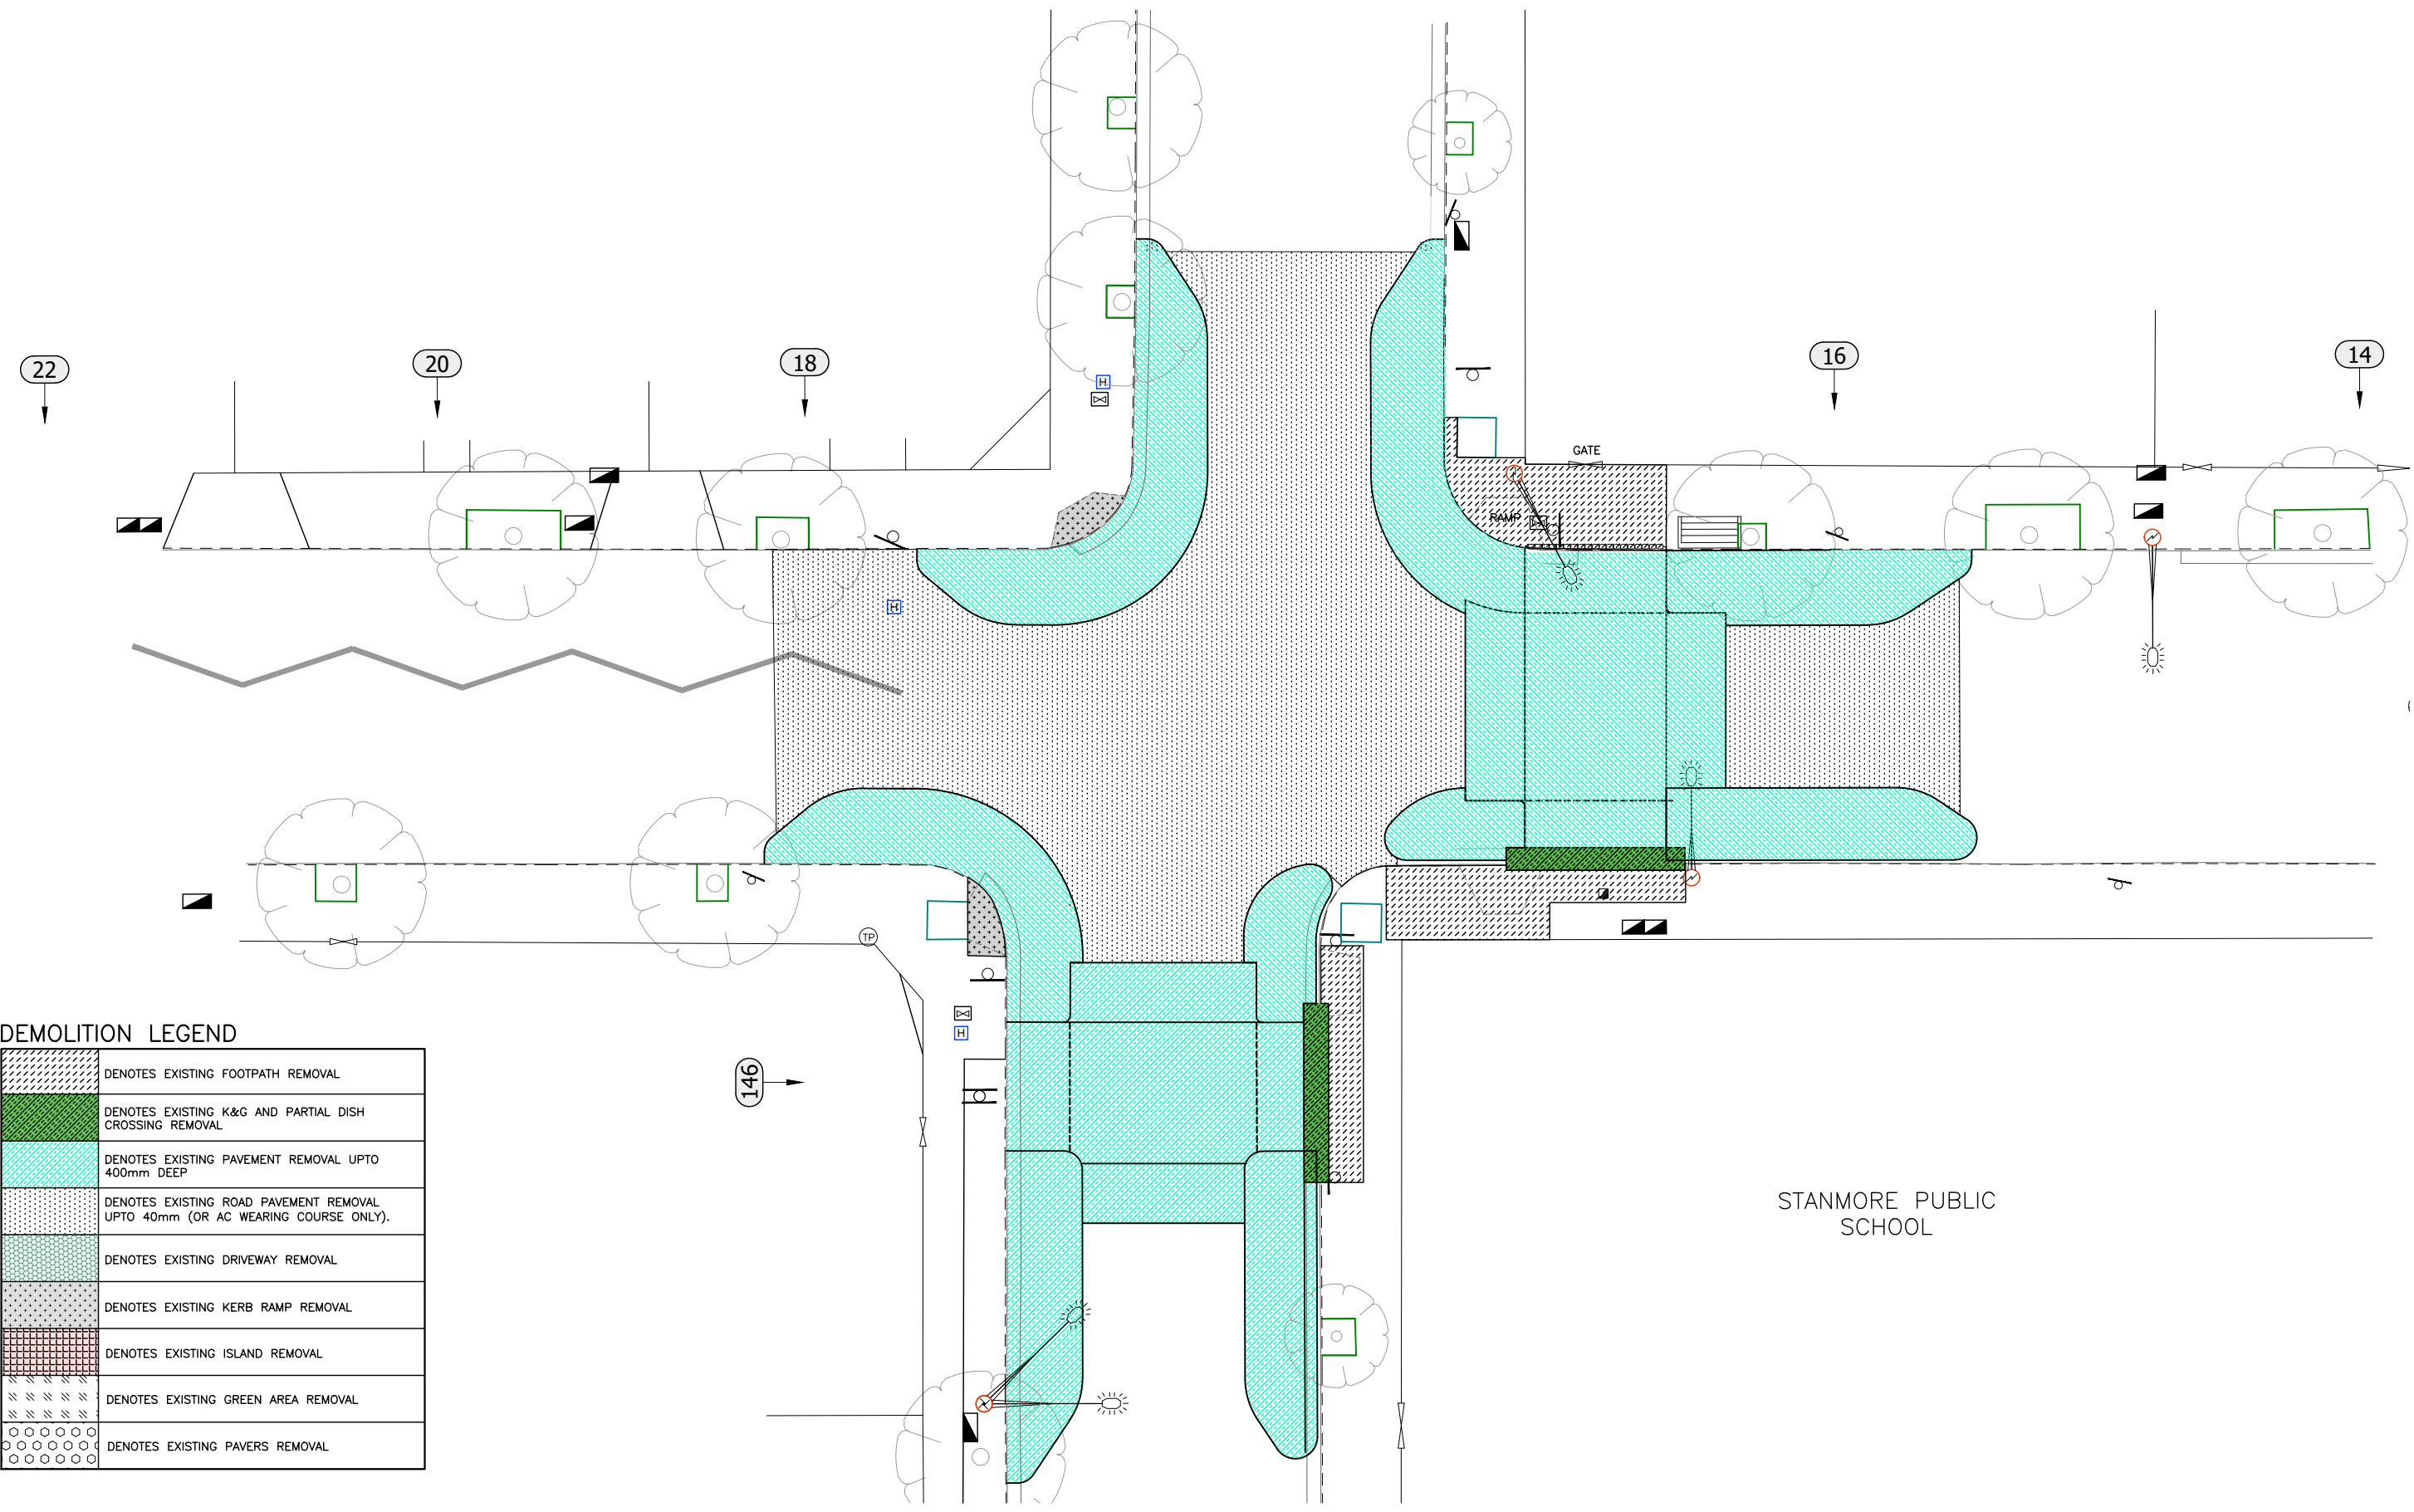 22
20
18
16
14
H
GATE
RAMP
H
TP
H
146
DEMOLITION LEGEND
DENOTES EXISTING FOOTPATH REMOVAL
DENOTES EXISTING K&G AND PARTIAL DISH
CROSSING REMOVAL
DENOTES EXISTING PAVEMENT REMOVAL UPTO
400mm DEEP
DENOTES EXISTING ROAD PAVEMENT REMOVAL
UPTO 40mm (OR AC WEARING COURSE ONLY).
DENOTES EXISTING DRIVEWAY REMOVAL
DENOTES EXISTING KERB RAMP REMOVAL
DENOTES EXISTING ISLAND REMOVAL
DENOTES EXISTING GREEN AREA REMOVAL
DENOTES EXISTING PAVERS REMOVAL
STANMORE PUBLIC
SCHOOL